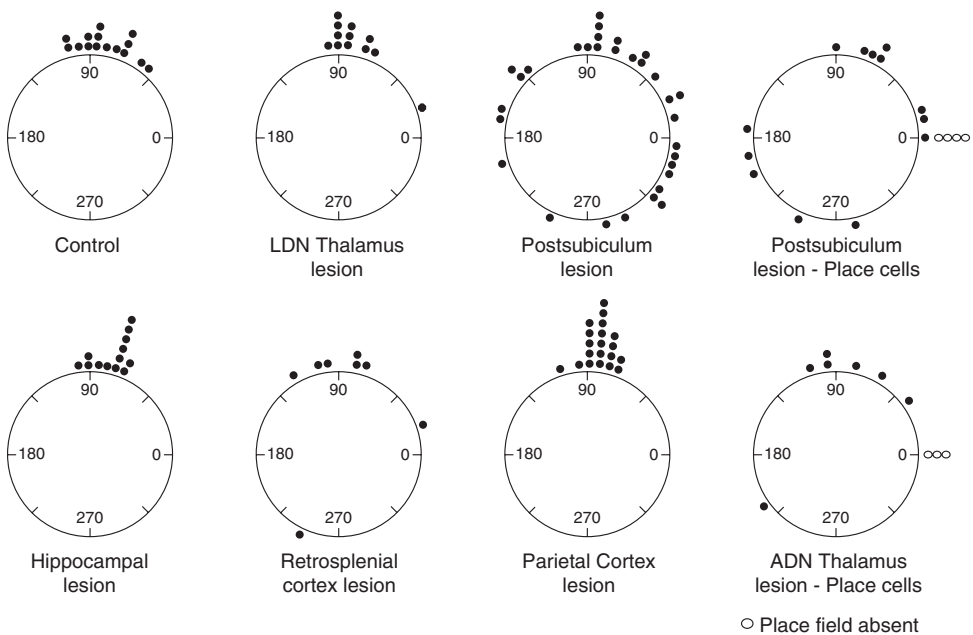 90
180
0
270
Control
90
180
0
270
LDN Thalamus
lesion
90
180
0
270
Postsubiculum
lesion
90
180
0
270
Postsubiculum
lesion - Place cells
90
180
0
270
Hippocampal
lesion
90
180
0
270
Retrosplenial
cortex lesion
90
180
0
270
Parietal Cortex
lesion
90
180
0
270
ADN Thalamus
lesion - Place cells
Place field absent